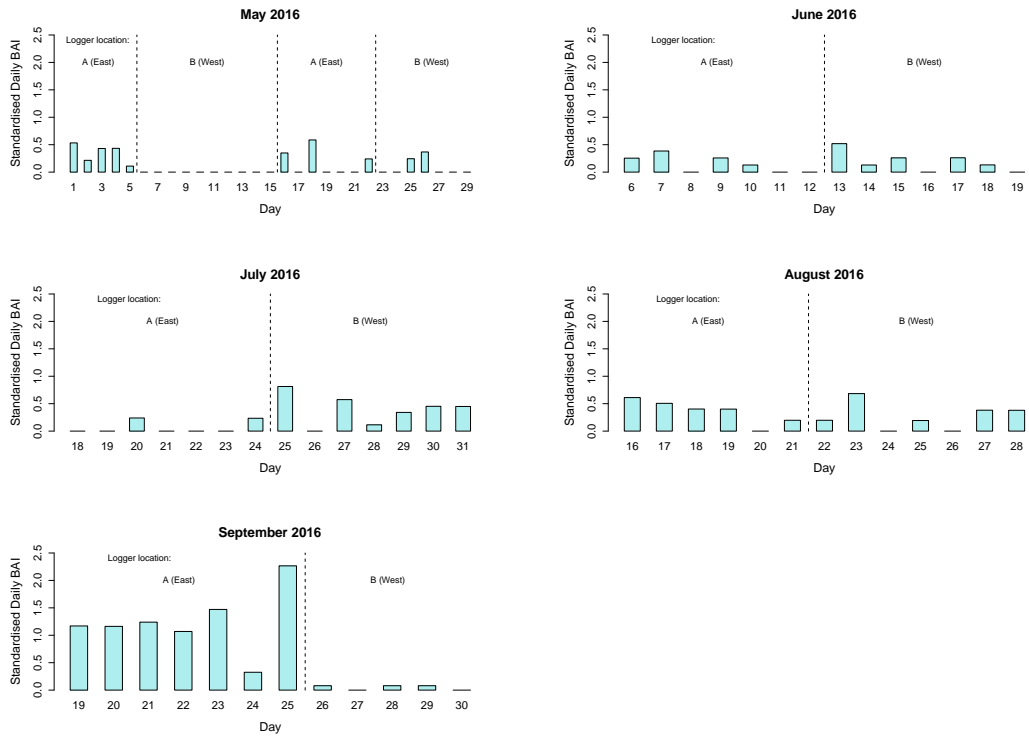 May 2016
Standardised Daily BAI
2.5
2.0
1.5
1.0
0.5
0.0
Logger location:
A (East) B (West) A (East) B (West)
1 3 5 7 9 11 13 15 17 19 21 23 25 27 29
Day
June 2016
Standardised Daily BAI
2.5
2.0
1.5
1.0
0.5
0.0
Logger location:
A (East) B (West)
6 7 8 9 10 11 12 13 14 15 16 17 18 19
Day
July 2016
Standardised Daily BAI
2.5
2.0
1.5
1.0
0.5
0.0
Logger location:
A (East) B (West)
18 19 20 21 22 23 24 25 26 27 28 29 30 31
Day
August 2016
Standardised Daily BAI
2.5
2.0
1.5
1.0
0.5
0.0
Logger location:
A (East) B (West)
16 17 18 19 20 21 22 23 24 25 26 27 28
Day
September 2016
Standardised Daily BAI
2.5
2.0
1.5
1.0
0.5
0.0
Logger location:
A (East) B (West)
19 20 21 22 23 24 25 26 27 28 29 30
Day